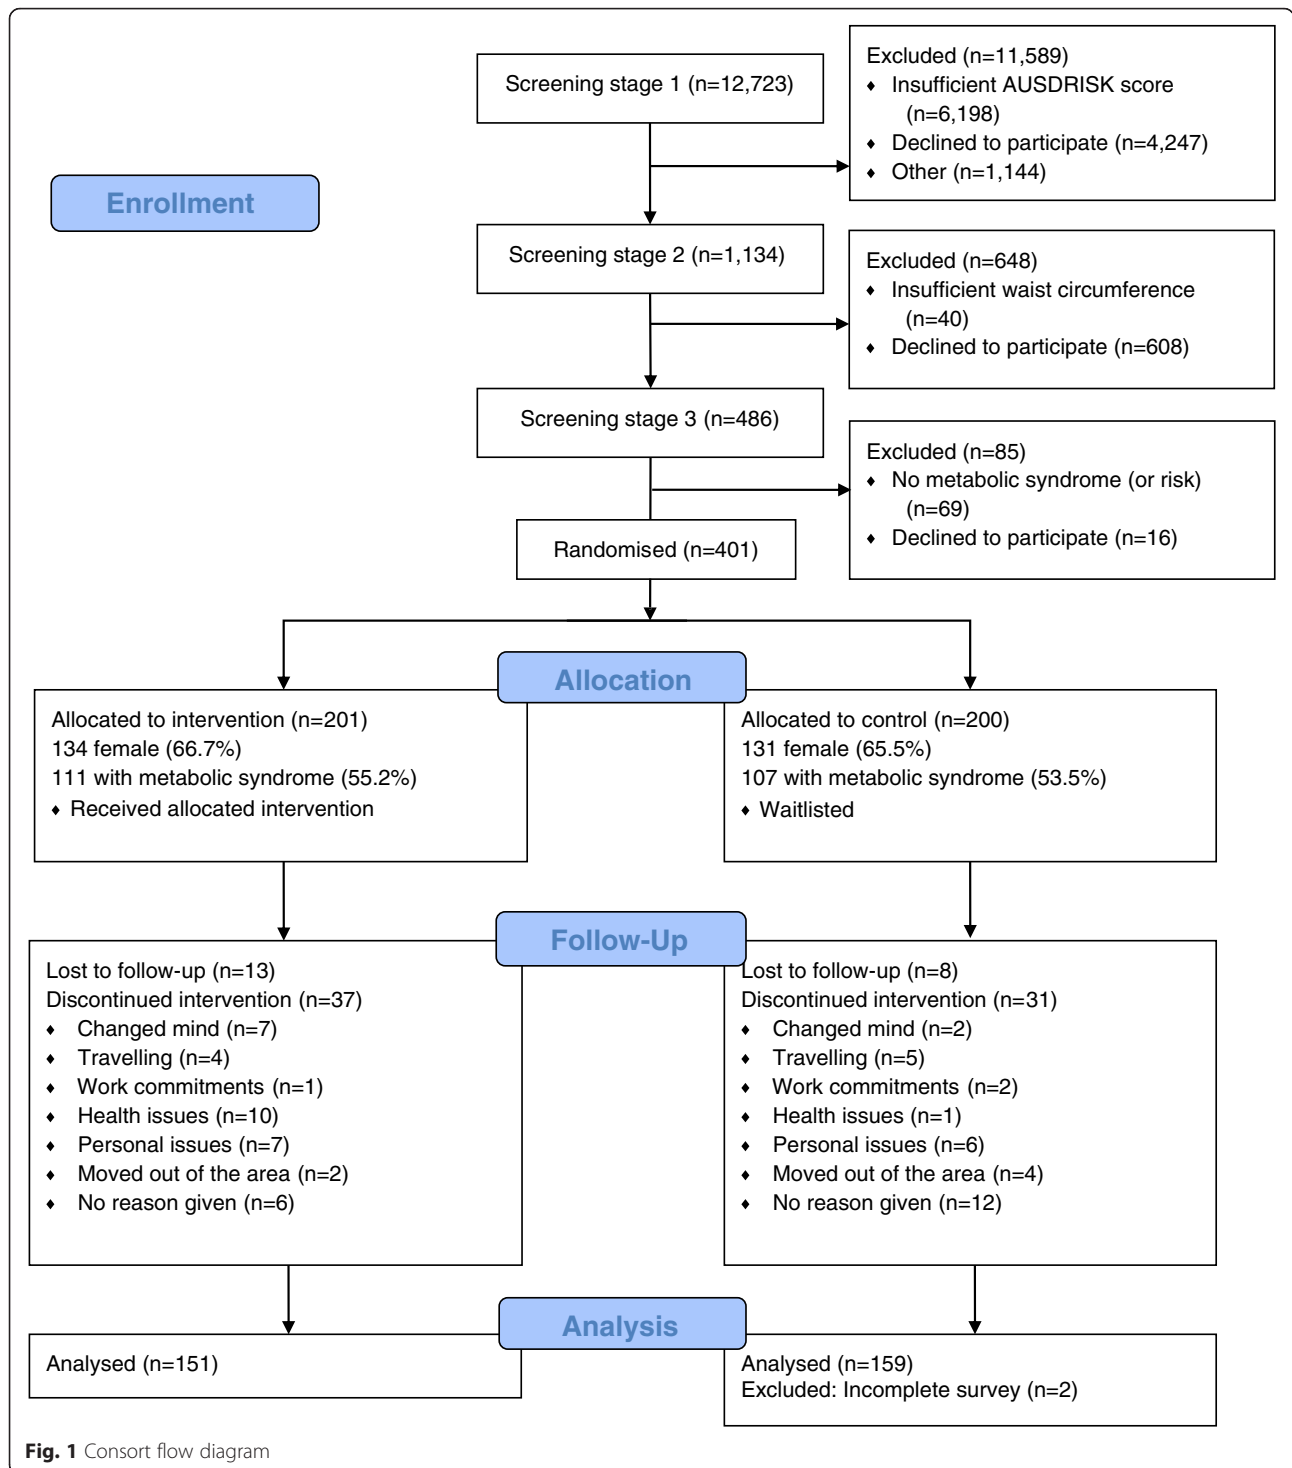 Screening stage 1 (n=12,723)
Excluded (n=11,589)
♦ Insufficient AUSDRISK score
(n=6,198)
♦ Declined to participate (n=4,247)
♦ Other (n=1,144)
Enrollment
Screening stage 2 (n=1,134)
Excluded (n=648)
♦ Insufficient waist circumference
(n=40)
♦ Declined to participate (n=608)
Screening stage 3 (n=486)
Excluded (n=85)
♦ No metabolic syndrome (or risk)
(n=69)
♦ Declined to participate (n=16)
Randomised (n=401)
Allocation
Allocated to intervention (n=201)
134 female (66.7%)
111 with metabolic syndrome (55.2%)
♦ Received allocated intervention
Allocated to control (n=200)
131 female (65.5%)
107 with metabolic syndrome (53.5%)
♦ Waitlisted
Follow-Up
Lost to follow-up (n=13)
Discontinued intervention (n=37)
♦ Changed mind (n=7)
♦ Travelling (n=4)
♦ Work commitments (n=1)
♦ Health issues (n=10)
♦ Personal issues (n=7)
♦ Moved out of the area (n=2)
♦ No reason given (n=6)
Lost to follow-up (n=8)
Discontinued intervention (n=31)
♦ Changed mind (n=2)
♦ Travelling (n=5)
♦ Work commitments (n=2)
♦ Health issues (n=1)
♦ Personal issues (n=6)
♦ Moved out of the area (n=4)
♦ No reason given (n=12)
Analysis
Analysed (n=151)
Analysed (n=159)
Excluded: Incomplete survey (n=2)
Fig. 1 Consort flow diagram